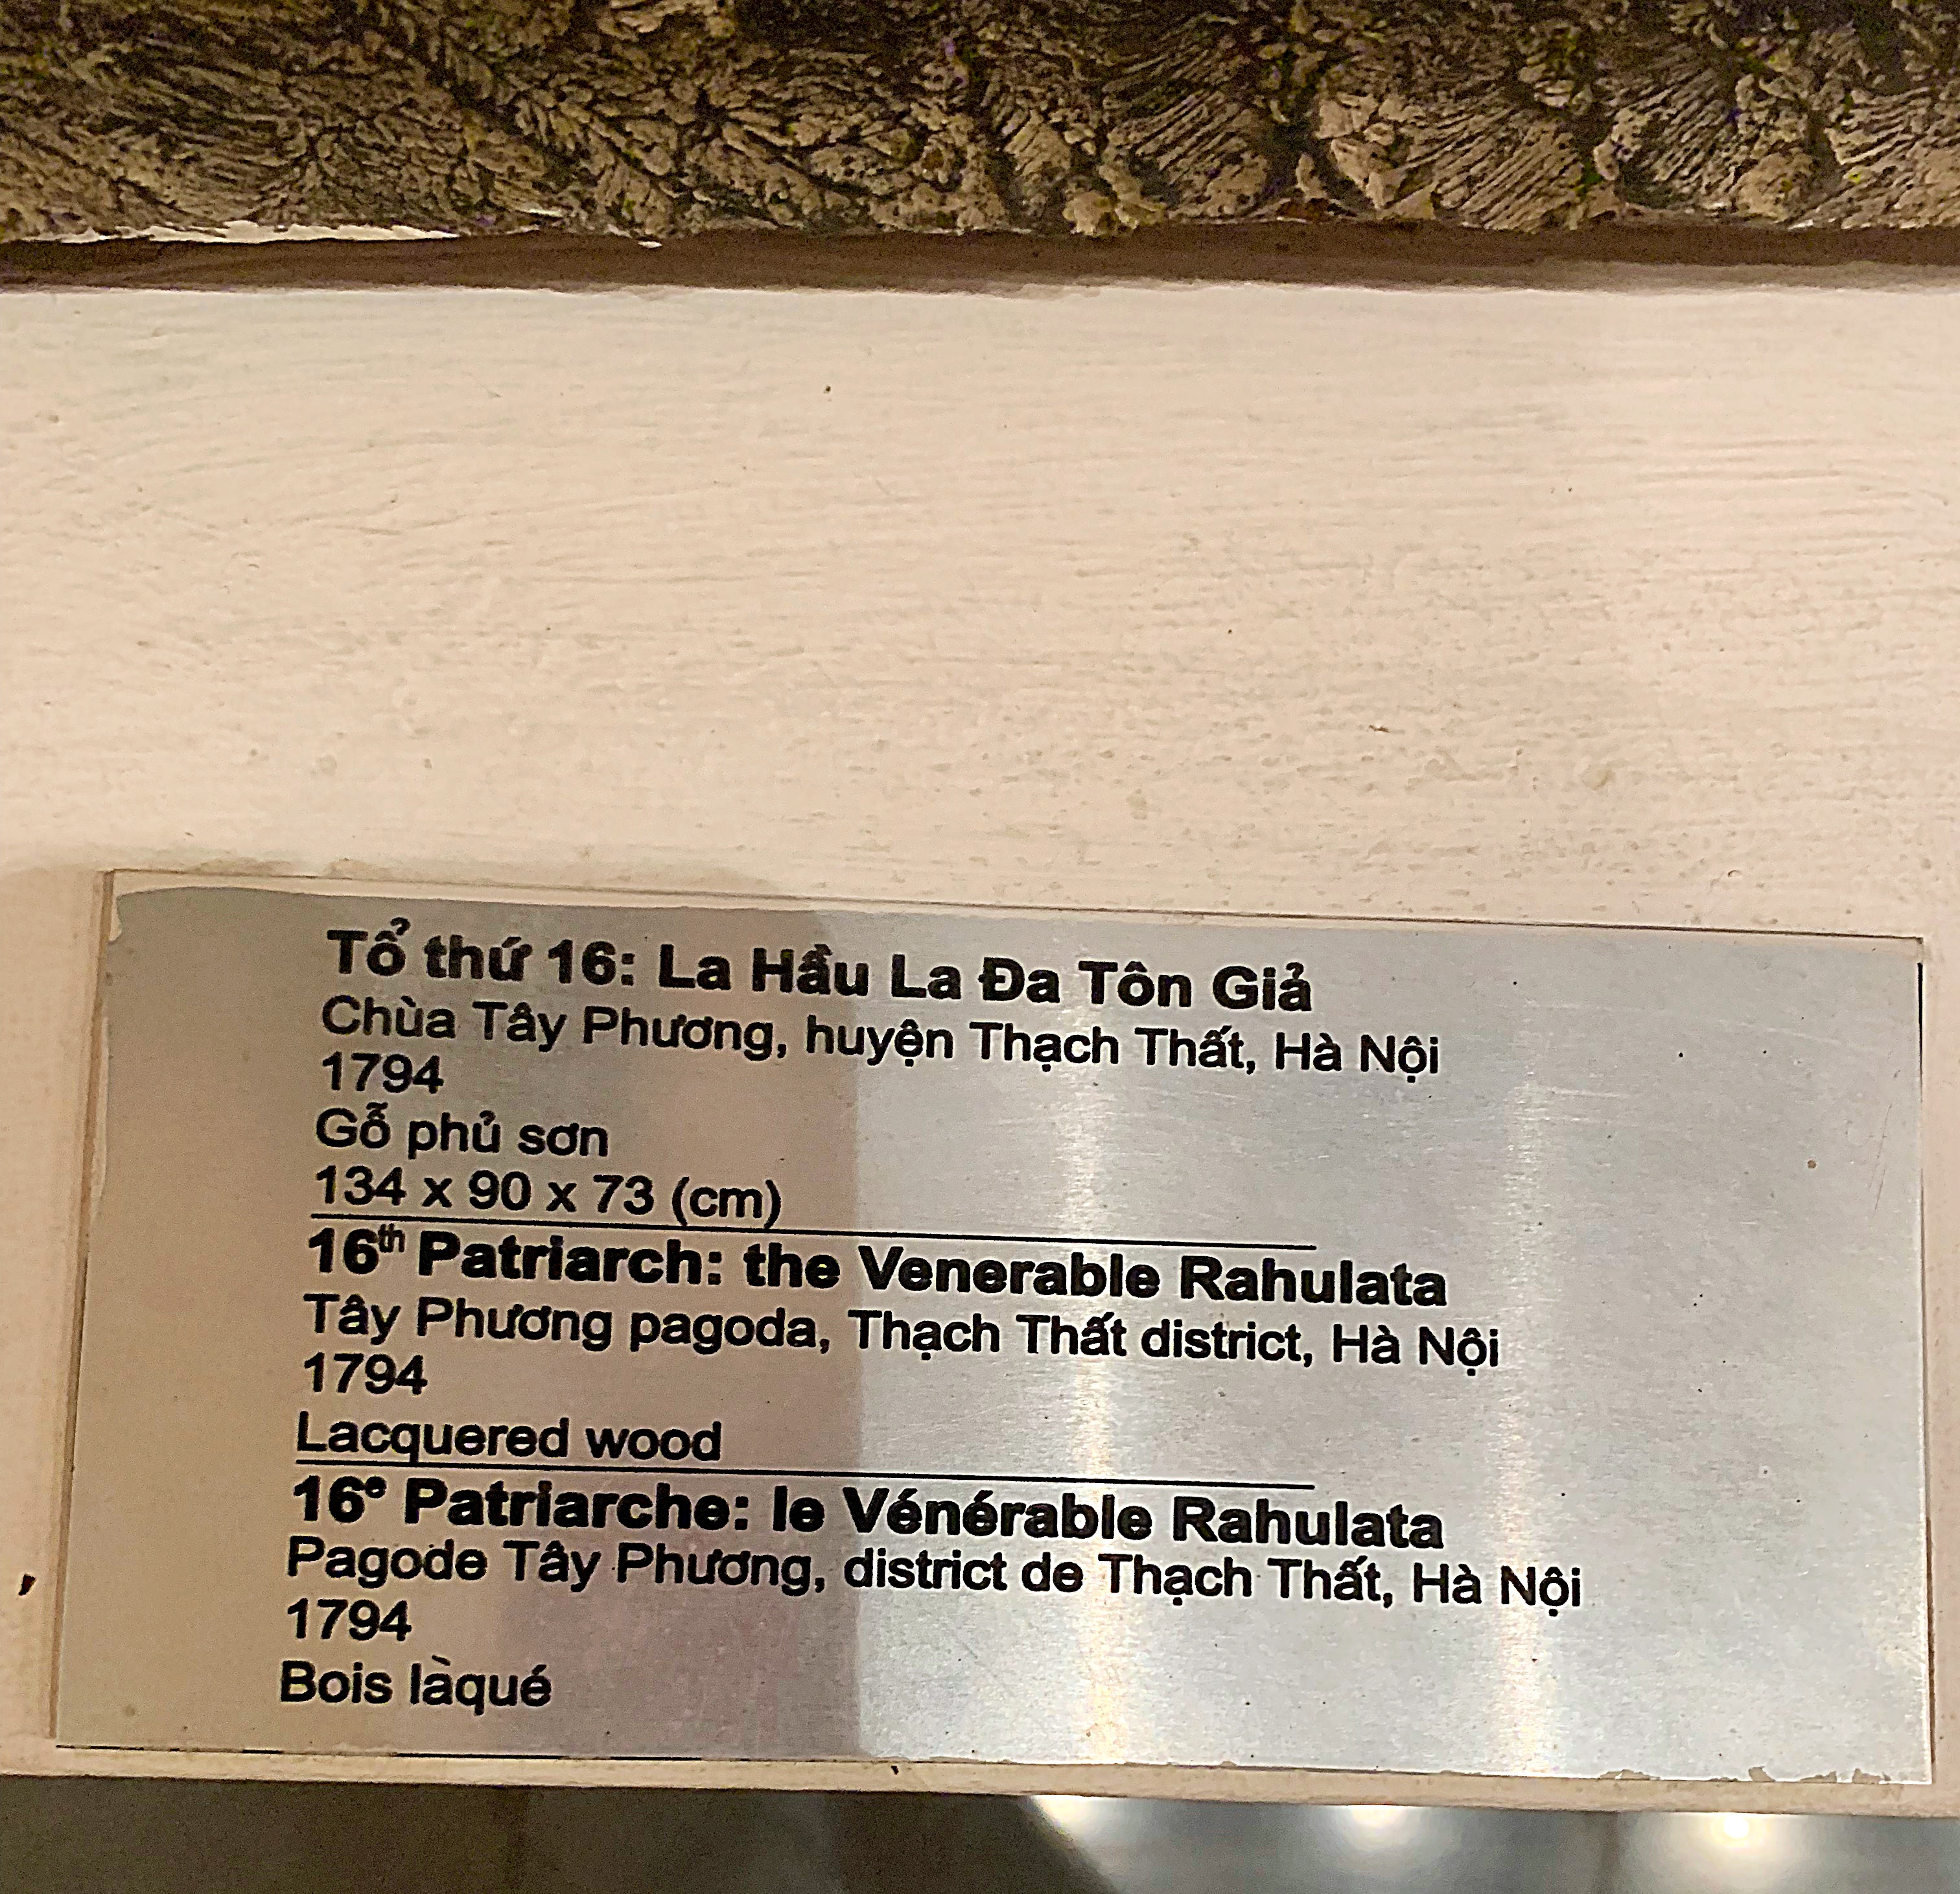 Tổ thứ 16: La Hầu La Đa Tôn Giả
Chùa Tây Phương, huyện Thạch Thất, Hà Nội
1794
Gỗ phủ sơn
134 x 90 x 73 (cm)
16th Patriarch: the Venerable Rahulata
Tây Phương pagoda, Thạch Thất district, Hà Nội
1794
Lacquered wood
16e Patriarche: le Vénérable Rahulata
Pagode Tây Phương, district de Thạch Thất, Hà Nội
1794
Bois làqué